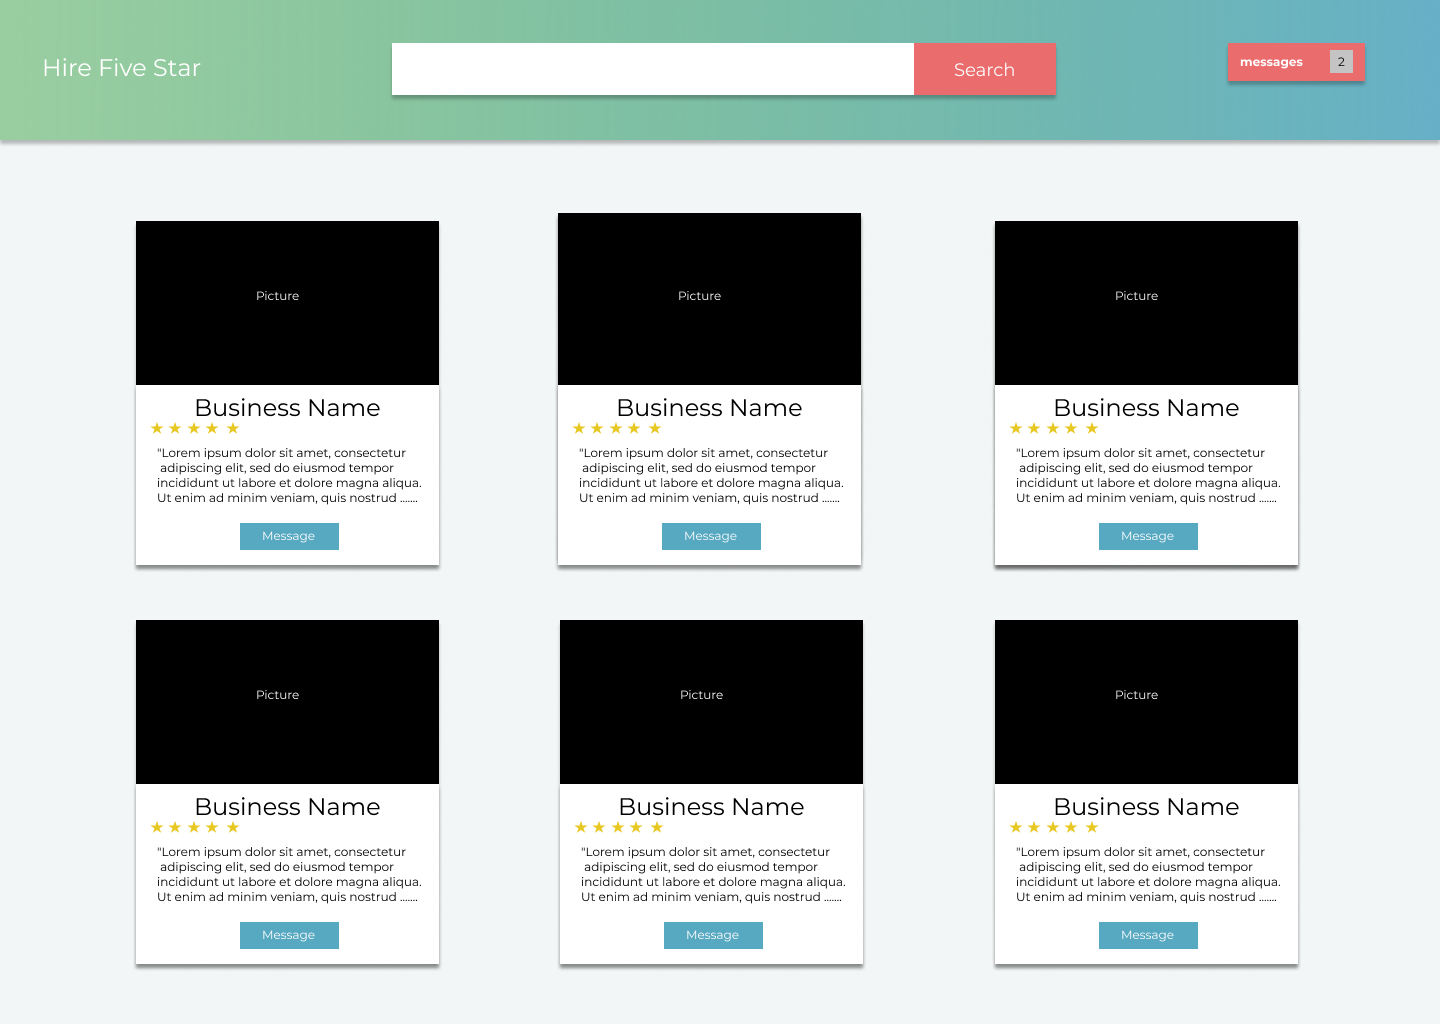 Hire Five Star
Search
messages
2
Picture
Business Name
★ ★ ★ ★ ★
"Lorem ipsum dolor sit amet, consectetur
adipiscing elit, sed do eiusmod tempor
incididunt ut labore et dolore magna aliqua.
Ut enim ad minim veniam, quis nostrud .......
Message
Picture
Business Name
★ ★ ★ ★ ★
"Lorem ipsum dolor sit amet, consectetur
adipiscing elit, sed do eiusmod tempor
incididunt ut labore et dolore magna aliqua.
Ut enim ad minim veniam, quis nostrud .......
Message
Picture
Business Name
★ ★ ★ ★ ★
"Lorem ipsum dolor sit amet, consectetur
adipiscing elit, sed do eiusmod tempor
incididunt ut labore et dolore magna aliqua.
Ut enim ad minim veniam, quis nostrud .......
Message
Picture
Business Name
★ ★ ★ ★ ★
"Lorem ipsum dolor sit amet, consectetur
adipiscing elit, sed do eiusmod tempor
incididunt ut labore et dolore magna aliqua.
Ut enim ad minim veniam, quis nostrud .......
Message
Picture
Business Name
★ ★ ★ ★ ★
"Lorem ipsum dolor sit amet, consectetur
adipiscing elit, sed do eiusmod tempor
incididunt ut labore et dolore magna aliqua.
Ut enim ad minim veniam, quis nostrud .......
Message
Picture
Business Name
★ ★ ★ ★ ★
"Lorem ipsum dolor sit amet, consectetur
adipiscing elit, sed do eiusmod tempor
incididunt ut labore et dolore magna aliqua.
Ut enim ad minim veniam, quis nostrud .......
Message